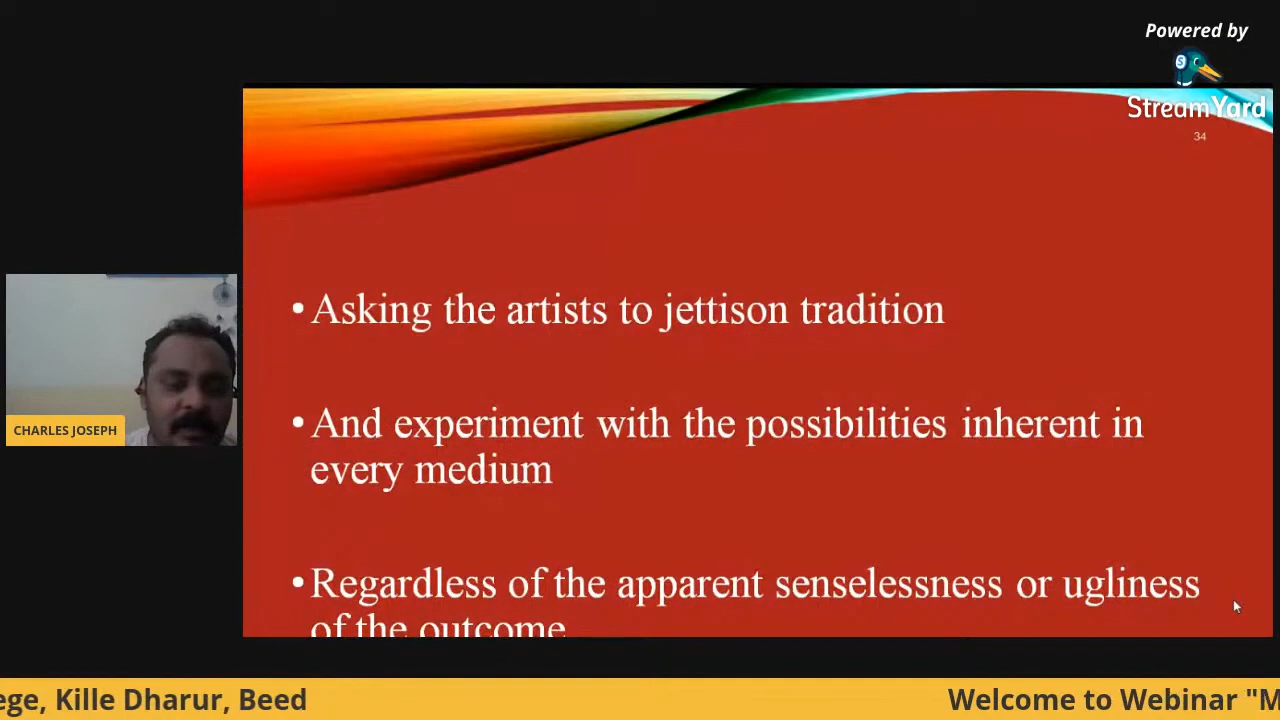 Powered by
StreamYard
34
• Asking the artists to jettison tradition
• And experiment with the possibilities inherent in
every medium
CHARLES JOSEPH
• Regardless of the apparent senselessness or ugliness
of the outcome
ege, Kille Dharur, Beed
Welcome to Webinar "M